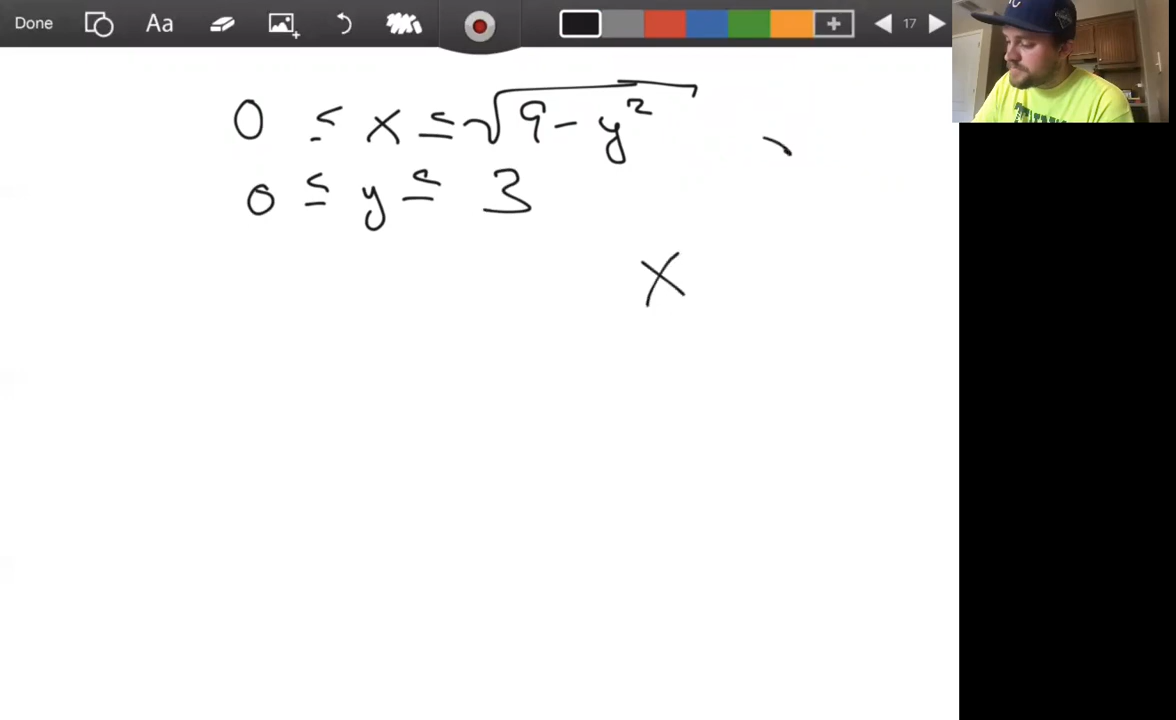 Done Aa 17
0 ≤ x ≤ √9 - y²
0 ≤ y ≤ 3
x